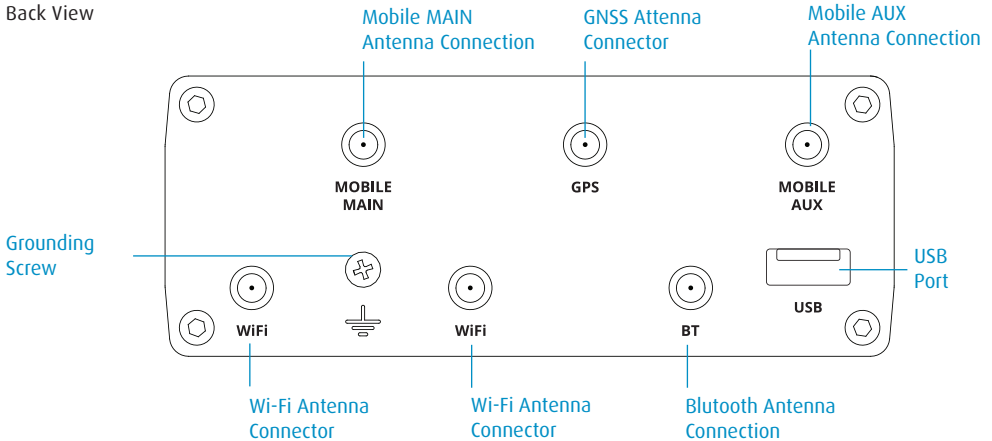 Back View
Mobile MAIN
Antenna Connection
GNSS Attenna
Connector
Mobile AUX
Antenna Connection
MOBILE
MAIN
GPS
MOBILE
AUX
Grounding
Screw
USB
Port
WiFi
WiFi
BT
USB
Wi-Fi Antenna
Connector
Wi-Fi Antenna
Connector
Blutooth Antenna
Connection